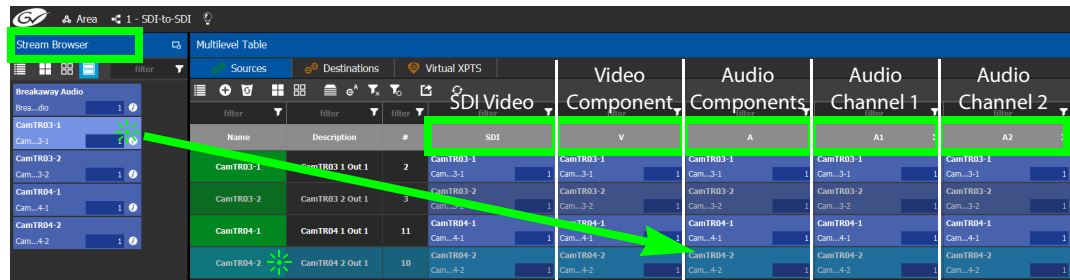 GV Area 1 - SDI-to-SDI
Stream Browser
Multilevel Table
filter
Sources Destinations Virtual XPTS
SDI Video
Video Component
Audio Components
Audio Channel 1
Audio Channel 2
filter filter filter filter filter filter filter filter
Name Description # SDI V A A1 A2
Breakaway Audio
Brea...dio 1
CamTR03-1
Cam...3-1 1
CamTR03-2
Cam...3-2 1
CamTR04-1
Cam...4-1 1
CamTR04-2
Cam...4-2 1
CamTR03-1 CamTR03 1 Out 1 2
CamTR03-1 CamTR03-1 CamTR03-1 CamTR03-1 CamTR03-1
Cam...3-1 1 Cam...3-1 1 Cam...3-1 1 Cam...3-1 1 Cam...3-1 1
CamTR03-2 CamTR03 2 Out 1 3
CamTR03-2 CamTR03-2 CamTR03-2 CamTR03-2 CamTR03-2
Cam...3-2 1 Cam...3-2 1 Cam...3-2 1 Cam...3-2 1 Cam...3-2 1
CamTR04-1 CamTR04 1 Out 1 11
CamTR04-1 CamTR04-1 CamTR04-1 CamTR04-1 CamTR04-1
Cam...4-1 1 Cam...4-1 1 Cam...4-1 1 Cam...4-1 1 Cam...4-1 1
CamTR04-2 CamTR04 2 Out 1 10
CamTR04-2 CamTR04-2 CamTR04-2 CamTR04-2 CamTR04-2
Cam...4-2 1 Cam...4-2 1 Cam...4-2 1 Cam...4-2 1 Cam...4-2 1